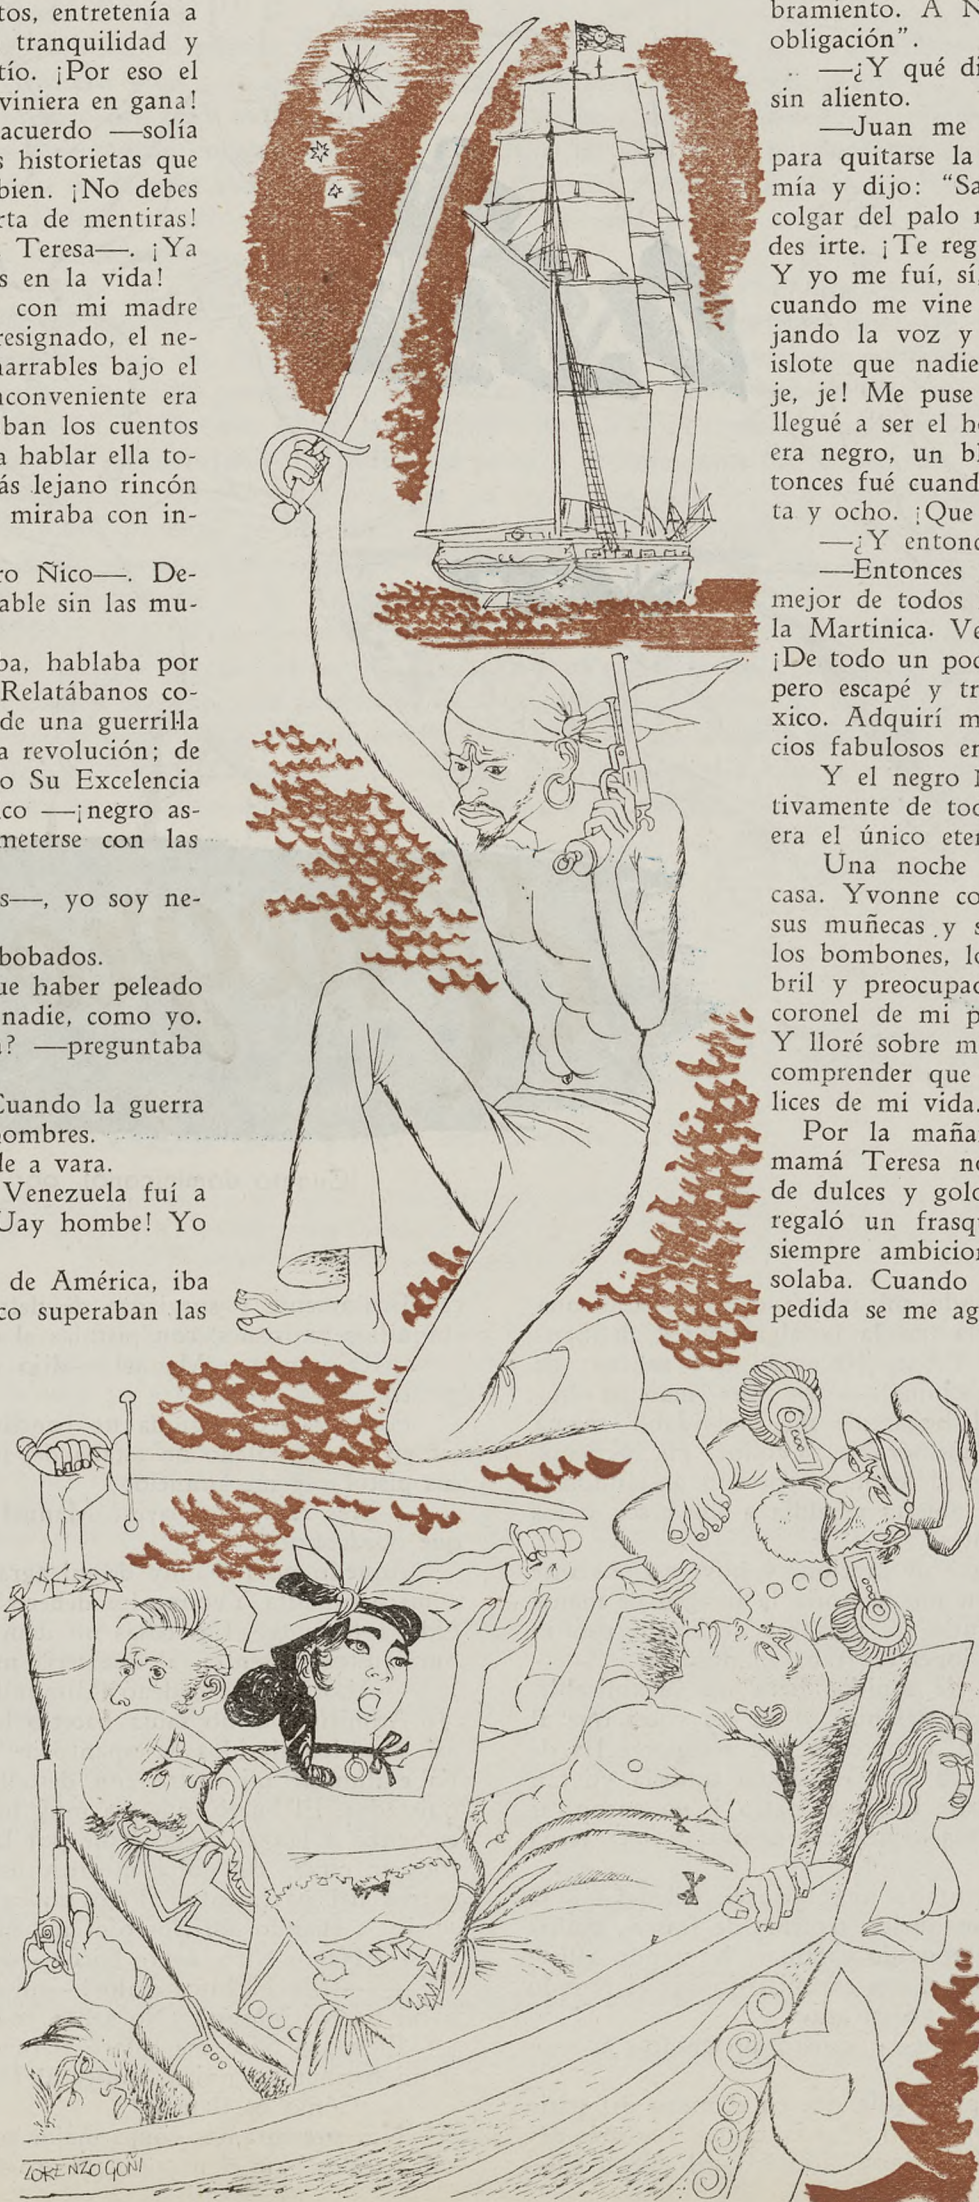 tos, entretenía a
tranquilidad y
tío. ¡Por eso el
viniera en gana!
acuerdo —solía
s historietas que
bien. ¡No debes
rta de mentiras!
Teresa—. ¡Ya
s en la vida!
con mi madre
resignado, el ne-
narrables bajo el
nconveniente era
ban los cuentos
a hablar ella to-
ás lejano rincón
miraba con in-
ro Ñico—. De-
able sin las mu-
ba, hablaba por
Relatábanos co-
de una guerrilla
a revolución; de
o Su Excelencia
ico —¡negro as-
meterse con las
s—, yo soy ne-
bobados.
ue haber peleado
nadie, como yo.
? —preguntaba
Cuando la guerra
hombres.
le a vara.
Venezuela fuí a
Uay hombe! Yo
de América, iba
co superaban las
bramiento. A N
obligación”.
—¿Y qué di
sin aliento.
—Juan me
para quitarse la
mía y dijo: “Sa
colgar del palo
des irte. ¡Te reg
Y yo me fuí, sí
cuando me vine
jando la voz y
islote que nadie
je, je! Me puse
llegué a ser el h
era negro, un bl
tonces fué cuand
ta y ocho. ¡Que
—¿Y entonc
—Entonces
mejor de todos
la Martinica. Ve
¡De todo un poc
pero escapé y tr
xico. Adquirí m
cios fabulosos en
Y el negro
tivamente de toc
era el único eter
Una noche
casa. Yvonne co
sus muñecas y s
los bombones, lo
bril y preocupad
coronel de mi p
Y lloré sobre m
comprender que
lices de mi vida.
Por la maña
mamá Teresa no
de dulces y golo
regaló un frasq
siempre ambicio
solaba. Cuando
pedida se me ag
LORENZO GOÑI